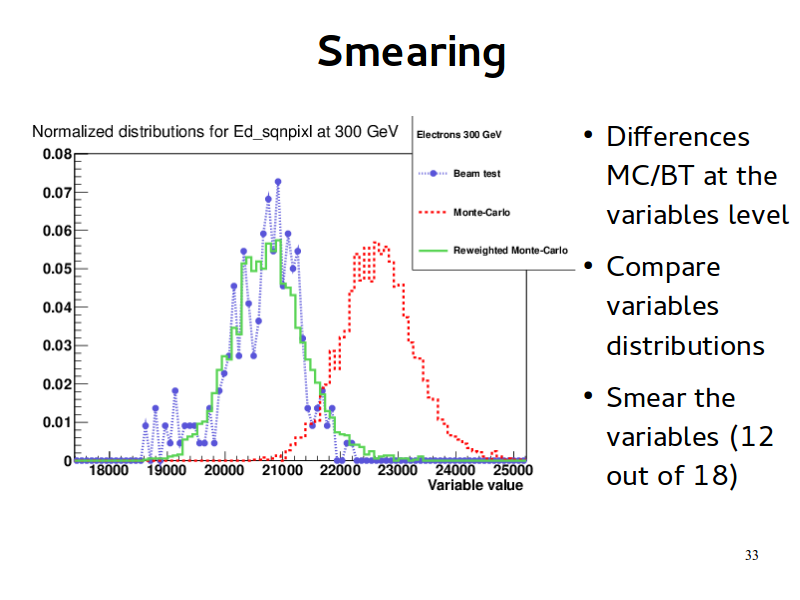 Smearing
Normalized distributions for Ed_sqnpixl at 300 GeV
Electrons 300 GeV
Beam test
Monte-Carlo
Reweighted Monte-Carlo
0.08
0.07
0.06
0.05
0.04
0.03
0.02
0.01
0
18000 19000 20000 21000 22000 23000 24000 25000
Variable value
• Differences
MC/BT at the
variables level
• Compare
variables
distributions
• Smear the
variables (12
out of 18)
33